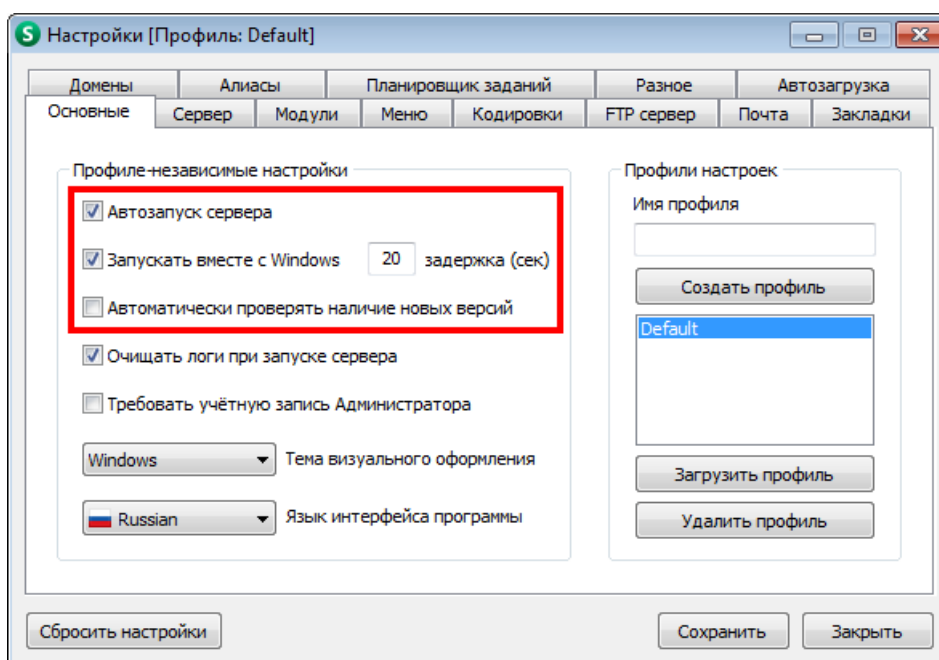 S Настройки [Профиль: Default]
Домены Алиасы Планировщик заданий Разное Автозагрузка
Основные Сервер Модули Меню Кодировки FTP сервер Почта Закладки
Профиле-независимые настройки
Автозапуск сервера
Запускать вместе с Windows 20 задержка (сек)
Автоматически проверять наличие новых версий
Очищать логи при запуске сервера
Требовать учётную запись Администратора
Windows Тема визуального оформления
Russian Язык интерфейса программы
Профили настроек
Имя профиля
Создать профиль
Default
Загрузить профиль
Удалить профиль
Сбросить настройки Сохранить Закрыть